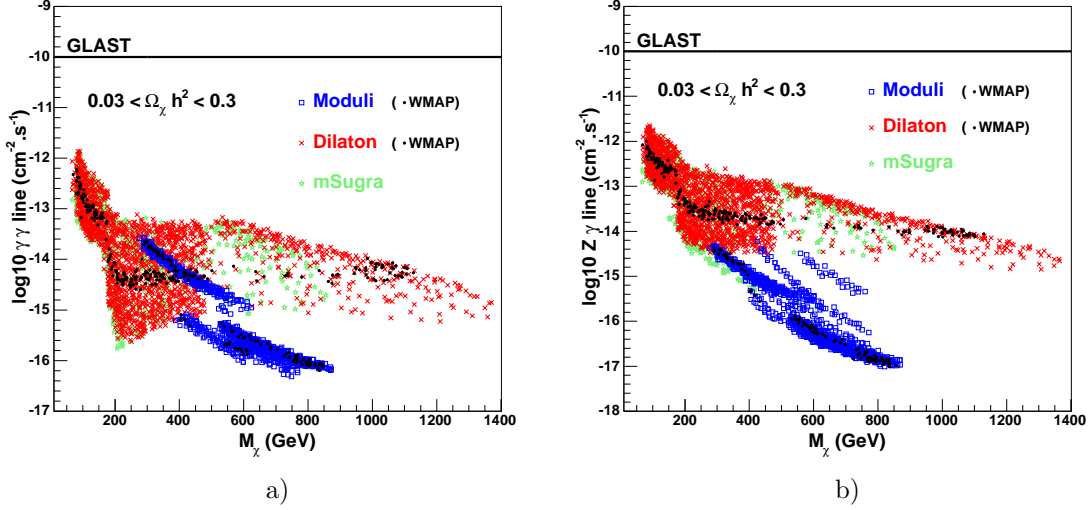 -9
-10
-11
-12
-13
-14
-15
-16
-17
log10 γ γ line (cm⁻².s⁻¹)
GLAST
0.03 < Ωχ h² < 0.3
Moduli ( · WMAP)
Dilaton ( · WMAP)
mSugra
0 200 400 600 800 1000 1200 1400
Mχ (GeV)
a)
-9
-10
-11
-12
-13
-14
-15
-16
-17
-18
log10 Z γ line (cm⁻².s⁻¹)
GLAST
0.03 < Ωχ h² < 0.3
Moduli ( · WMAP)
Dilaton ( · WMAP)
mSugra
200 400 600 800 1000 1200 1400
Mχ (GeV)
b)